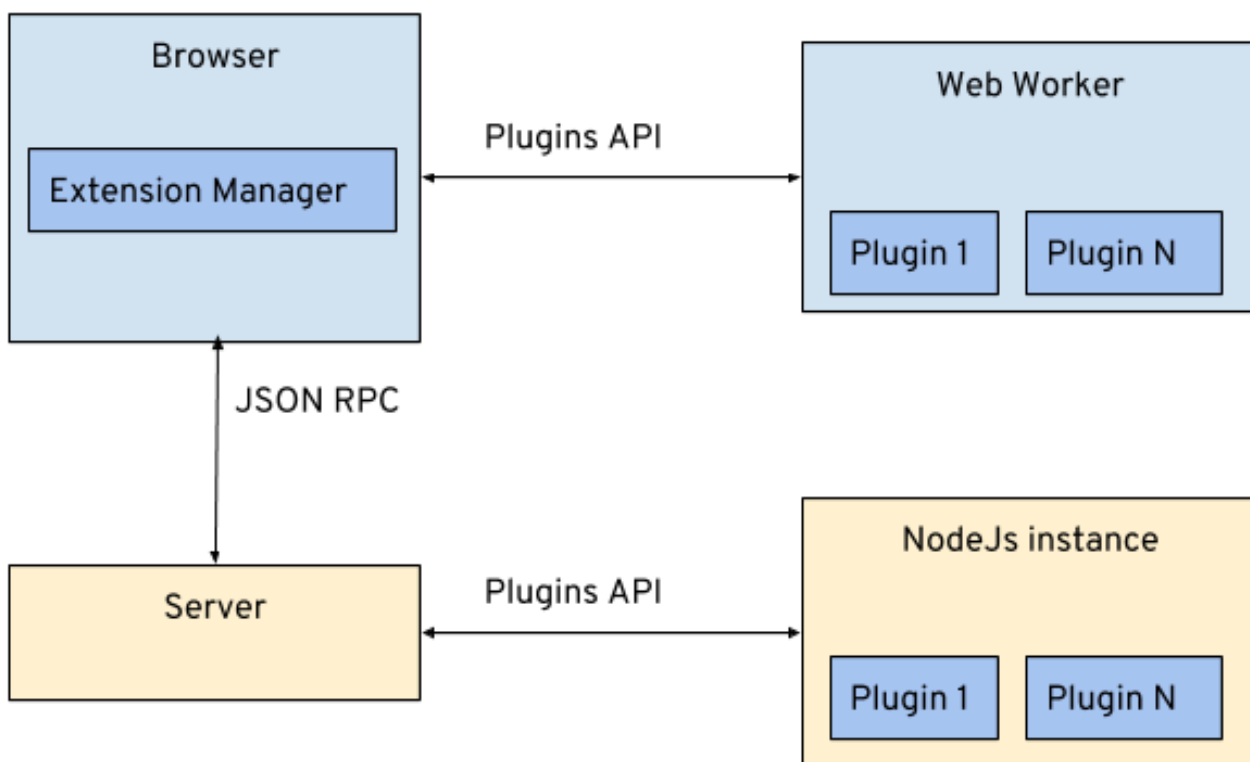 Browser
Extension Manager
Plugins API
Web Worker
Plugin 1
Plugin N
JSON RPC
Server
Plugins API
NodeJs instance
Plugin 1
Plugin N